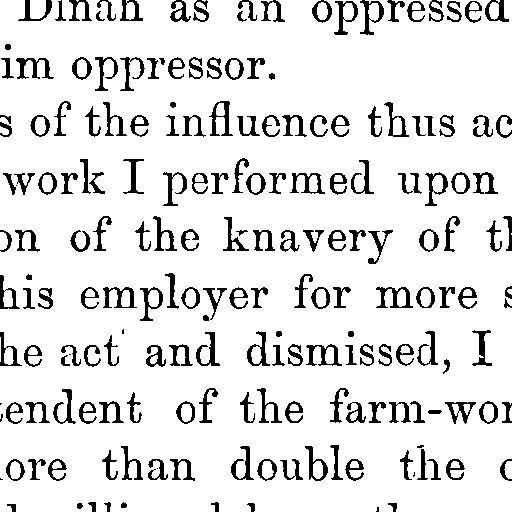 Dinah as an oppressed
im oppressor.
s of the influence thus ac
work I performed upon
on of the knavery of th
his employer for more s
he act and dismissed, I
tendent of the farm-wor
ore than double the